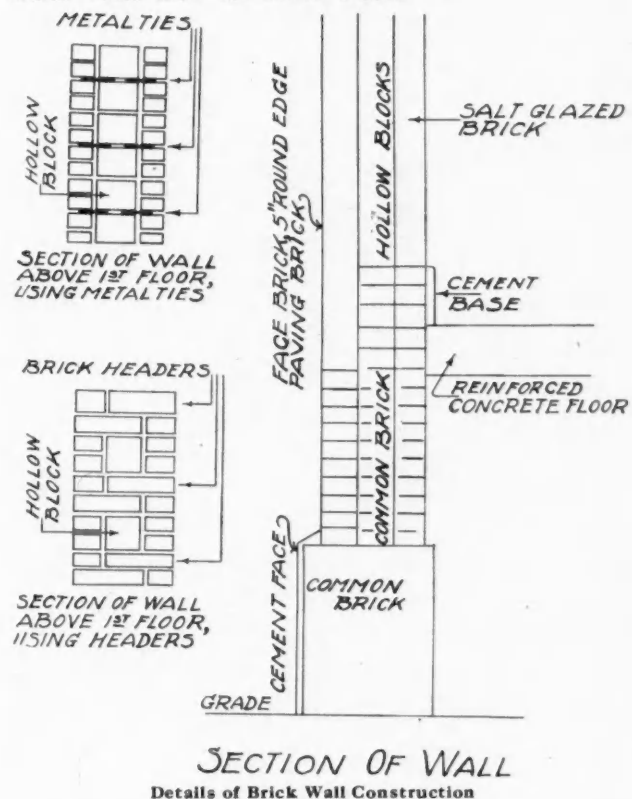 METAL TIES
HOLLOW
BLOCK
SECTION OF WALL
ABOVE 1ST FLOOR,
USING METAL TIES
BRICK HEADERS
HOLLOW
BLOCK
SECTION OF WALL
ABOVE 1ST FLOOR,
USING HEADERS
FACE BRICK, 5" ROUND EDGE
PAVING BRICK
HOLLOW BLOCKS
SALT GLAZED
BRICK
CEMENT
BASE
REINFORCED
CONCRETE FLOOR
COMMON BRICK
CEMENT FACE
COMMON
BRICK
GRADE
SECTION OF WALL
Details of Brick Wall Construction